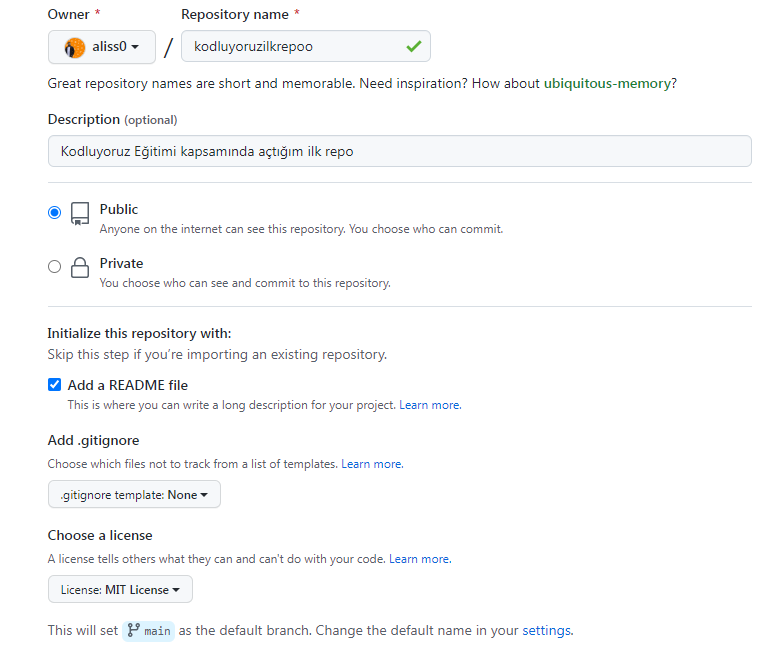 Owner * Repository name *
aliss0 / kodluyoruzilkrepoo
Great repository names are short and memorable. Need inspiration? How about ubiquitous-memory?
Description (optional)
Kodluyoruz Eğitimi kapsamında açtığım ilk repo
Public
Anyone on the internet can see this repository. You choose who can commit.
Private
You choose who can see and commit to this repository.
Initialize this repository with:
Skip this step if you're importing an existing repository.
Add a README file
This is where you can write a long description for your project. Learn more.
Add .gitignore
Choose which files not to track from a list of templates. Learn more.
.gitignore template: None
Choose a license
A license tells others what they can and can't do with your code. Learn more.
License: MIT License
This will set main as the default branch. Change the default name in your settings.